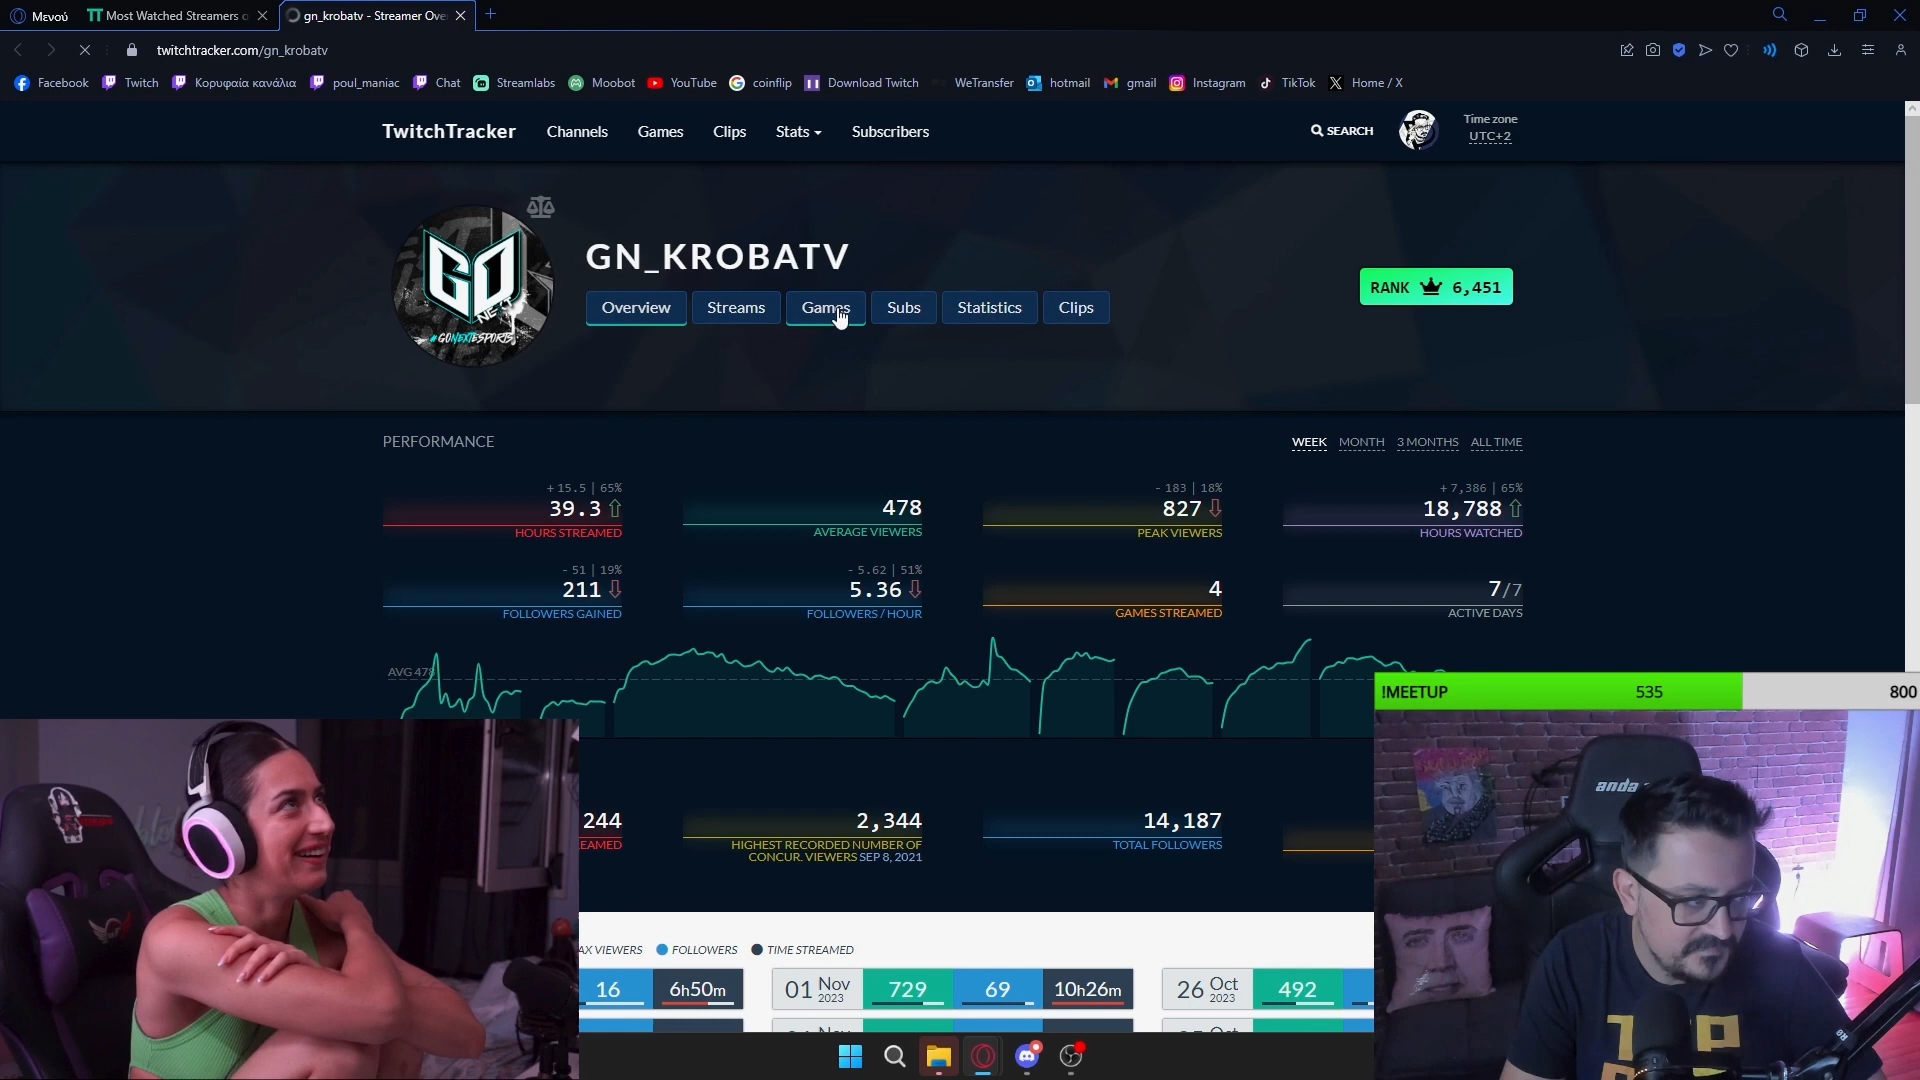 Μενού
Most Watched Streamers o
gn_krobatv - Streamer Ove
twitchtracker.com/gn_krobatv
Facebook
Twitch
Κορυφαία κανάλια
poul_maniac
Chat
Streamlabs
Moobot
YouTube
coinflip
Download Twitch
WeTransfer
hotmail
gmail
Instagram
TikTok
Home / X
TwitchTracker
Channels
Games
Clips
Stats
Subscribers
SEARCH
Time zone
UTC+2
GO
NEXT
#GONEXTESPORTS
GN_KROBATV
Overview
Streams
Games
Subs
Statistics
Clips
RANK 6,451
PERFORMANCE
WEEK
MONTH
3 MONTHS
ALL TIME
+ 15.5 | 65%
39.3
HOURS STREAMED
478
AVERAGE VIEWERS
- 183 | 18%
827
PEAK VIEWERS
+ 7,386 | 65%
18,788
HOURS WATCHED
- 51 | 19%
211
FOLLOWERS GAINED
- 5.62 | 51%
5.36
FOLLOWERS / HOUR
4
GAMES STREAMED
7/7
ACTIVE DAYS
AVG 478
!MEETUP 535 800
244
EAMED
2,344
HIGHEST RECORDED NUMBER OF
CONCUR. VIEWERS SEP 8, 2021
14,187
TOTAL FOLLOWERS
AX VIEWERS
FOLLOWERS
TIME STREAMED
16
6h50m
01 Nov 2023
729
69
10h26m
26 Oct 2023
492
anda